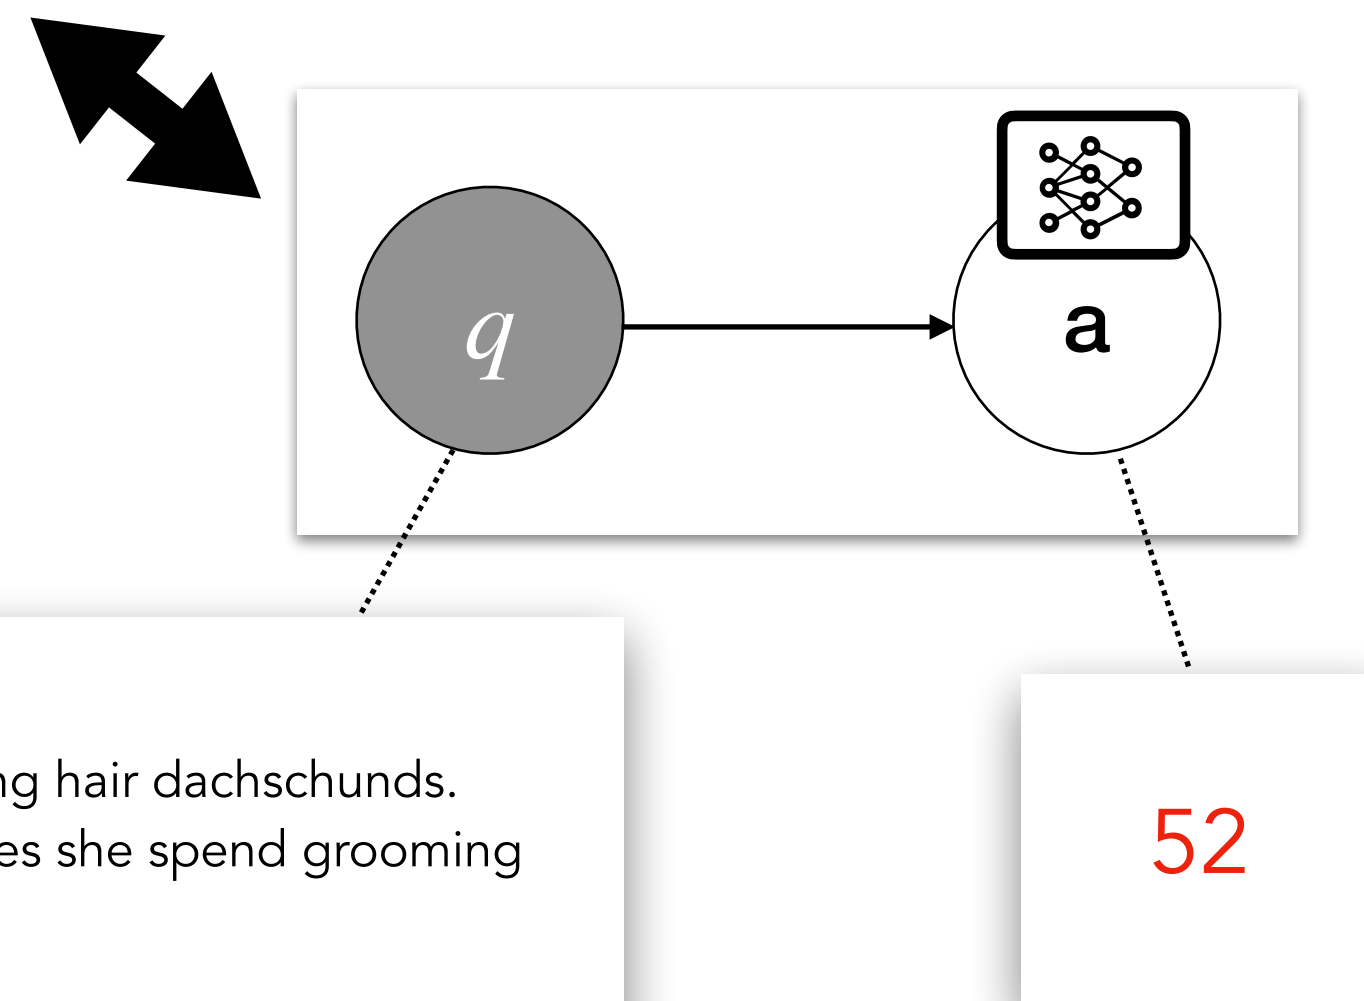 q
a
ng hair dachschunds.
es she spend grooming
52